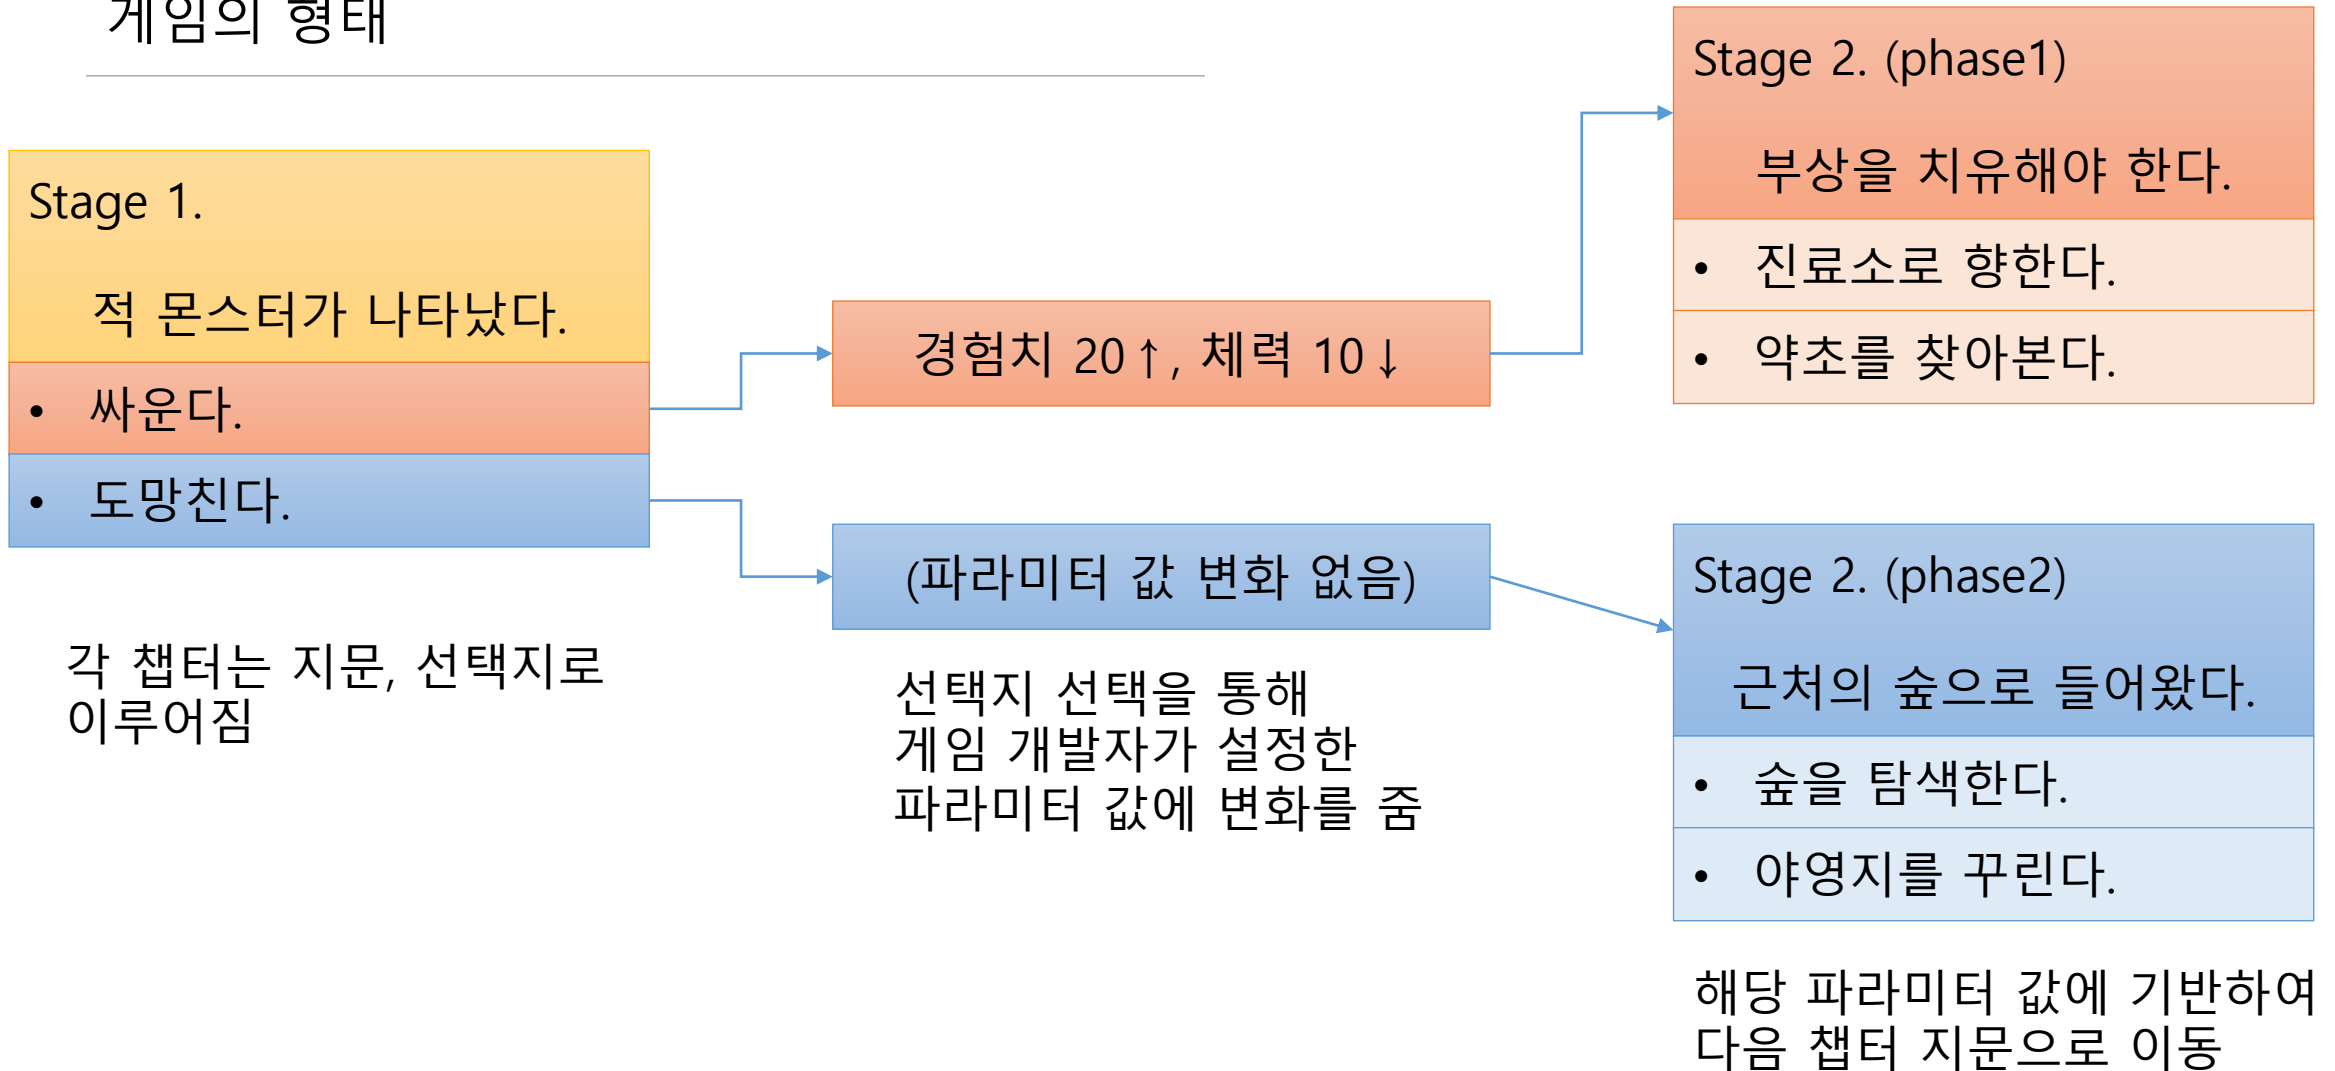 게임의 형태
Stage 1.
적 몬스터가 나타났다.
• 싸운다.
• 도망친다.
각 챕터는 지문, 선택지로
이루어짐
경험치 20↑, 체력 10↓
(파라미터 값 변화 없음)
선택지 선택을 통해
게임 개발자가 설정한
파라미터 값에 변화를 줌
Stage 2. (phase1)
부상을 치유해야 한다.
• 진료소로 향한다.
• 약초를 찾아본다.
Stage 2. (phase2)
근처의 숲으로 들어왔다.
• 숲을 탐색한다.
• 야영지를 꾸린다.
해당 파라미터 값에 기반하여
다음 챕터 지문으로 이동